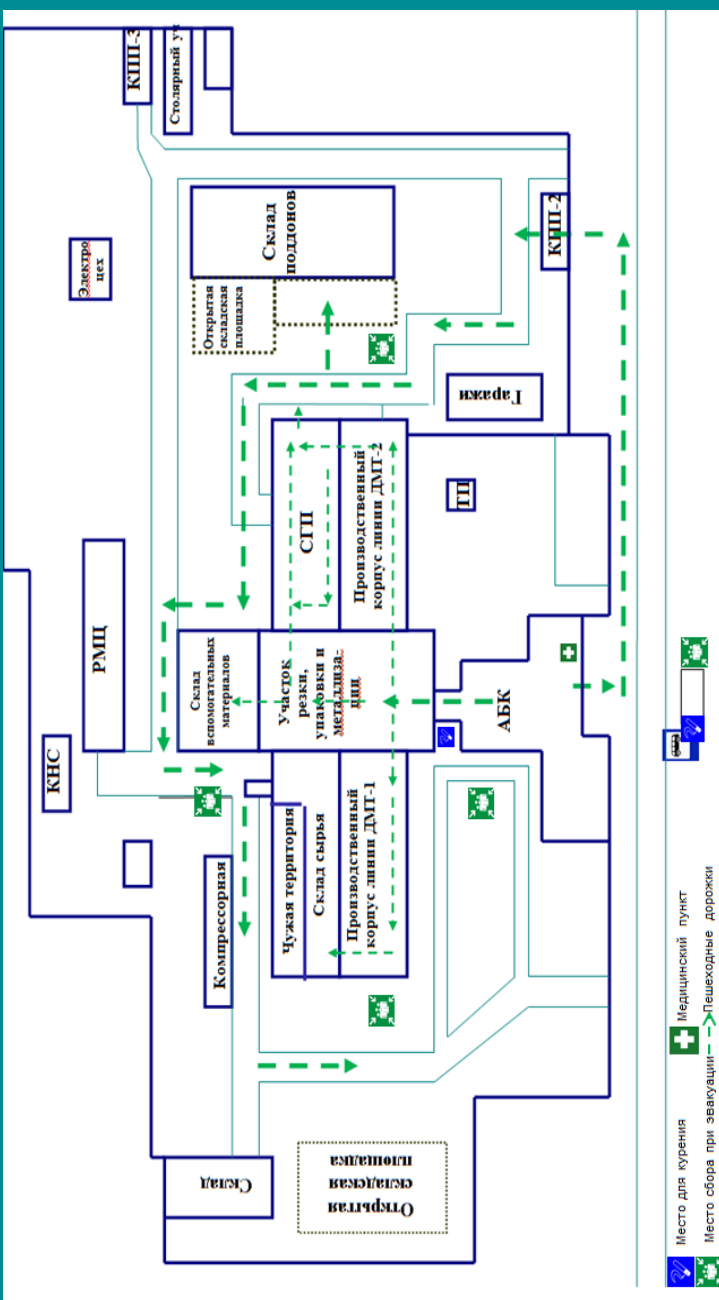 КПП-3
Столярный уч
Электро
цех
РМЦ
КНС
Компрессорная
Склад
Открытая
складская
площадка
Склад
поддонов
Открытая
складская
площадка
КПП-2
Гаражи
ТП
СГП
Производственный
корпус линии ДМТ-2
Склад
вспомогательных
материалов
Участок
резки,
упаковки и
металлиза-
ции
АБК
Чужая территория
Склад сырья
Производственный
корпус линии ДМТ-1
Место для курения
Медицинский пункт
Место сбора при эвакуации
Пешеходные дорожки